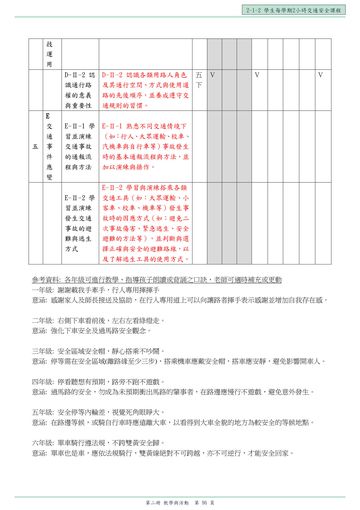 2-1-2 學生每學期2小時交通安全課程
技
運
用
D-Ⅱ-2 認
識通行路
權的意義
與重要性
D-Ⅱ-2 認識各類用路人角色
及其通行空間、方式與使用道
路的先後順序，並養成遵守交
通規則的習慣。
五
下
V
V
V
五
E
交
通
事
件
應
變
E-Ⅱ-1 學
習並演練
交通事故
的通報流
程與方法
E-Ⅱ-1 熟悉不同交通情境下
（如：行人、大眾運輸、校車、
汽機車與自行車等）事故發生
時的基本通報流程與方法，並
加以演練與操作。
E-Ⅱ-2 學
習並演練
發生交通
事故的避
難與逃生
方式
E-Ⅱ-2 學習與演練搭乘各類
交通工具（如：大眾運輸、小
客車、校車、機車等）發生事
故時的因應方式（如：避免二
次事故傷害、緊急逃生、安全
避難的方法等），並判斷與選
擇正確與安全的避難路線，以
及了解逃生工具的使用方式。
參考資料: 各年級可進行教學、指導孩子朗讀或背誦之口訣，老師可適時補充或更動
一年級: 謝謝載我手牽手，行人專用揮揮手
意涵: 感謝家人及師長接送及協助，在行人專用道上可以向讓路者揮手表示感謝並增加自我存在感。
二年級: 右側下車看前後，左右左看綠燈走。
意涵: 強化下車安全及過馬路安全觀念。
三年級: 安全區域安全帽，靜心搭乘不吵鬧。
意涵: 停等需在安全區域(離路緣至少三步)，搭乘機車應戴安全帽，搭車應安靜，避免影響開車人。
四年級: 停看聽想有預期，路旁不跑不遊戲。
意涵: 過馬路的安全，勿成為未預期衝出馬路的肇事者，在路邊應慢行不遊戲，避免意外發生。
五年級: 安全停等內輪差，視覺死角眼睜大。
意涵: 在路邊等候，或騎自行車時應遠離大車，以看得到大車全貌的地方為較安全的等候地點。
六年級: 單車騎行遵法規，不跨雙黃安全歸。
意涵: 單車也是車，應依法規騎行，雙黃線絕對不可跨越，亦不可逆行，才能安全回家。
第二冊 教學與活動 第 96 頁